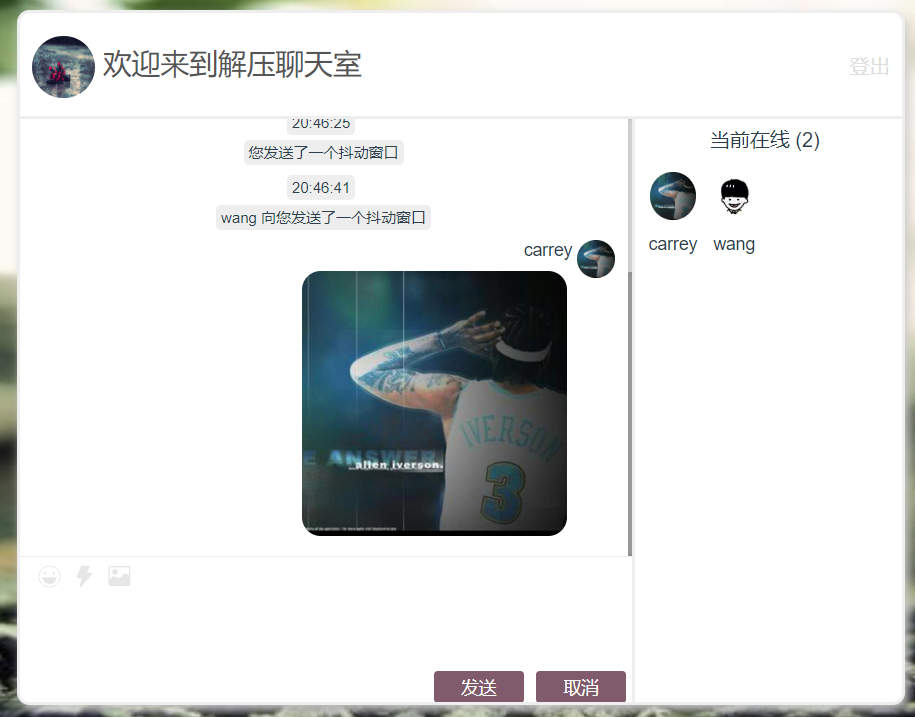 欢迎来到解压聊天室
登出
20:46:25
您发送了一个抖动窗口
20:46:41
wang 向您发送了一个抖动窗口
carrey
IVERSON
3
E ANSWER
allen iverson.
发送
取消
当前在线 (2)
carrey
wang